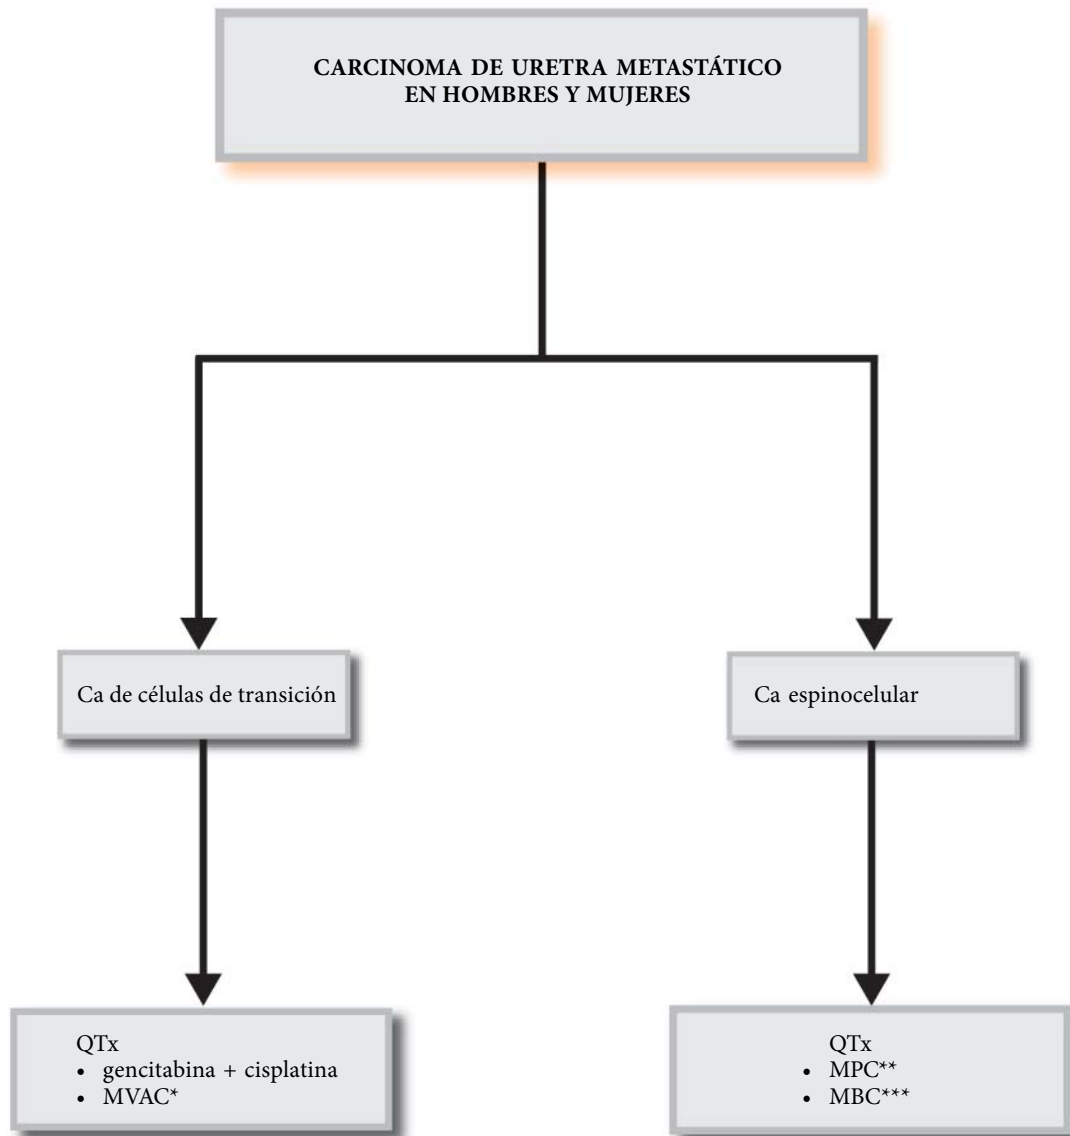 CARCINOMA DE URETRA METASTÁTICO
EN HOMBRES Y MUJERES
Ca de células de transición
Ca espinocelular
QTx
• gencitabina + cisplatina
• MVAC*
QTx
• MPC**
• MBC***